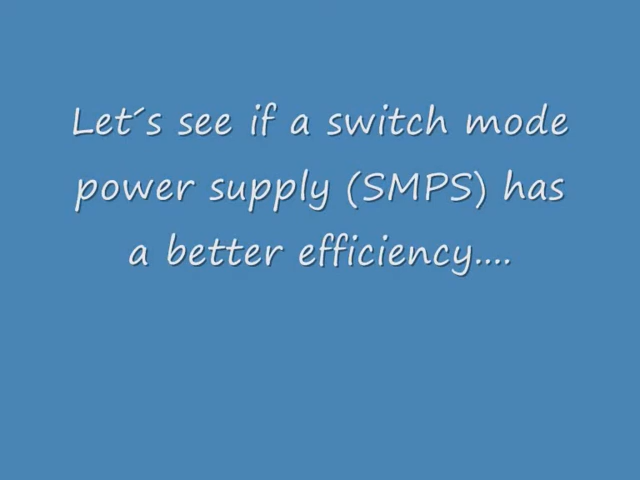 Let´s see if a switch mode
power supply (SMPS) has
a better efficiency....